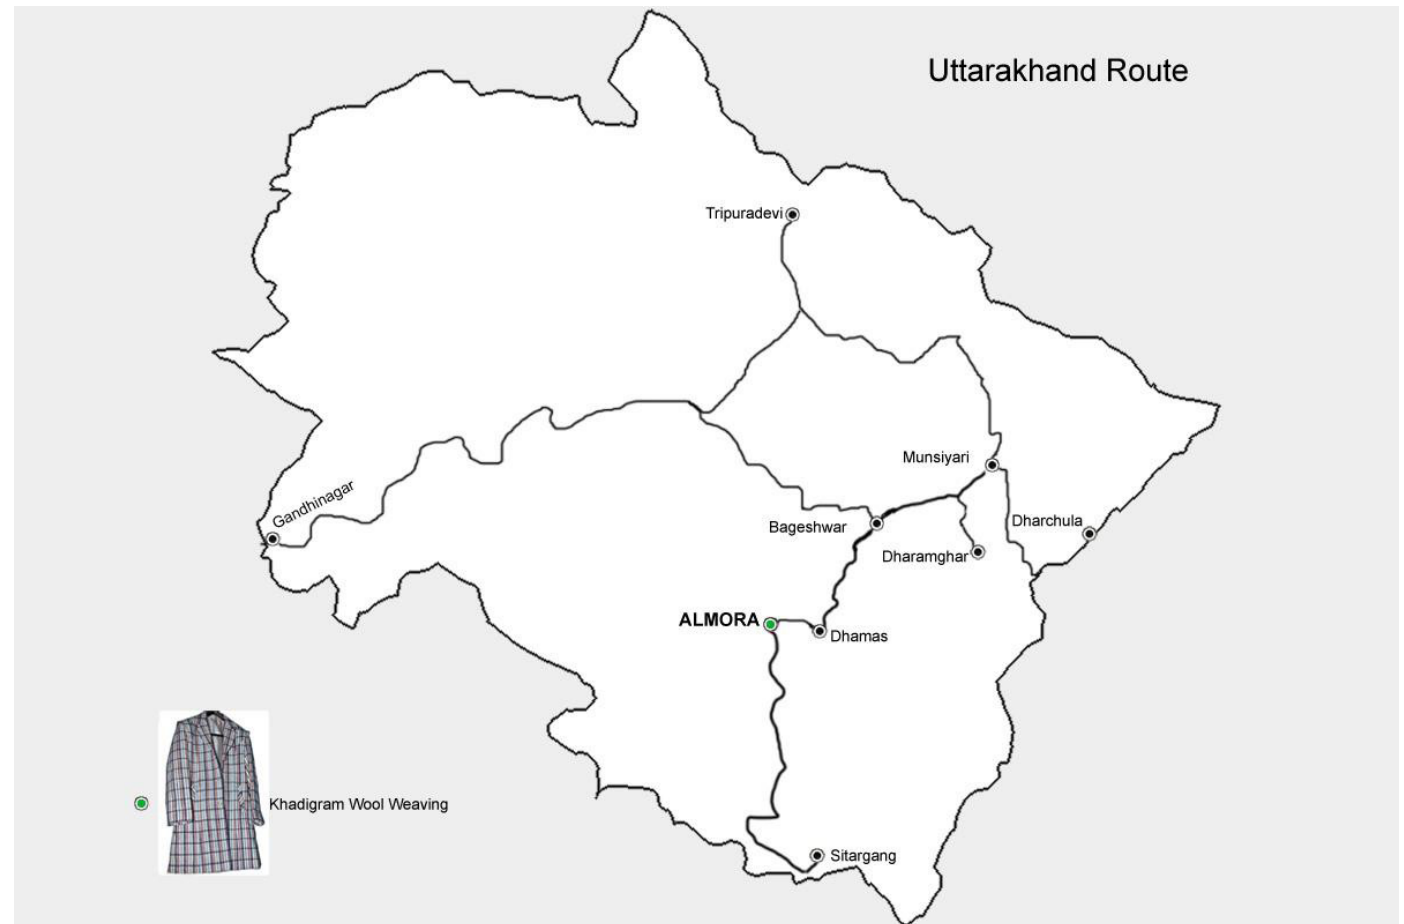 Uttarakhand Route
Tripuradevi
Munsiyari
Gandhinagar
Bageshwar
Dharchula
Dharamghar
ALMORA
Dhamas
Khadigram Wool Weaving
Sitargang